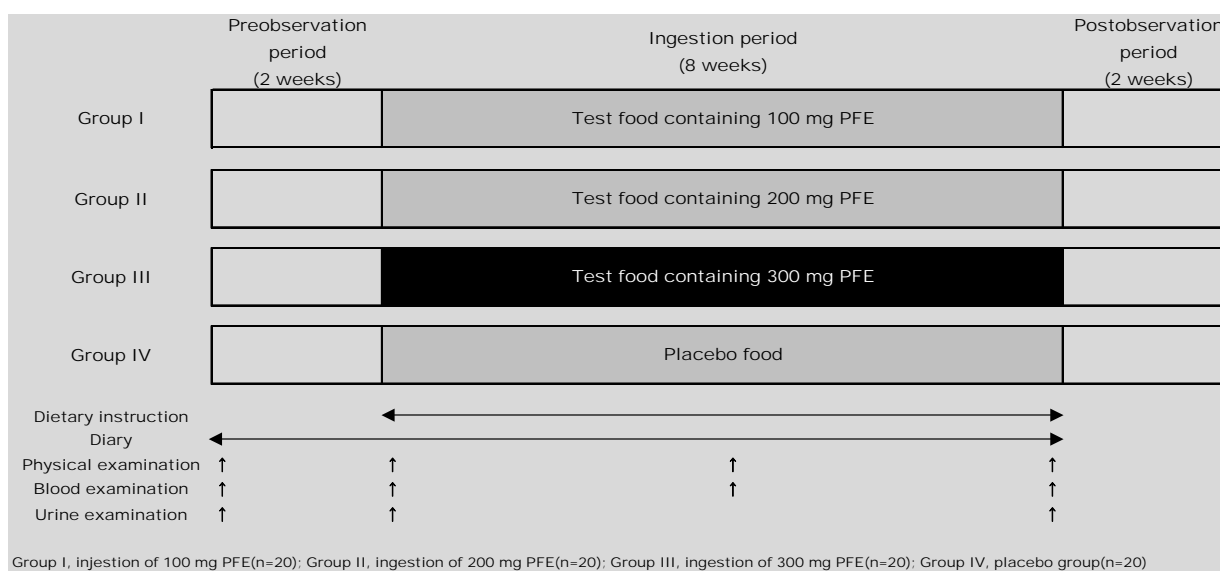 Preobservation
period
(2 weeks)
Ingestion period
(8 weeks)
Postobservation
period
(2 weeks)
Group I
Test food containing 100 mg PFE
Group II
Test food containing 200 mg PFE
Group III
Test food containing 300 mg PFE
Group IV
Placebo food
Dietary instruction
Diary
Physical examination ↑ ↑ ↑ ↑
Blood examination ↑ ↑ ↑ ↑
Urine examination ↑ ↑ ↑
Group I, injestion of 100 mg PFE(n=20); Group II, ingestion of 200 mg PFE(n=20); Group III, ingestion of 300 mg PFE(n=20); Group IV, placebo group(n=20)